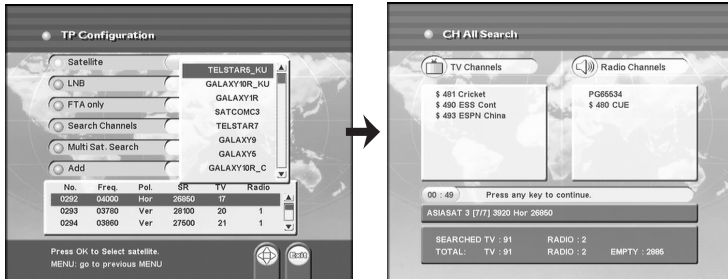 TP Configuration
Satellite
LNB
FTA only
Search Channels
Multi Sat. Search
Add
TELSTAR5_KU
GALAXY10R_KU
GALAXY1R
SATCOMC3
TELSTAR7
GALAXY9
GALAXY5
GALAXY10R_C
No. Freq. Pol. SR TV Radio
0292 04000 Hor 26850 17
0293 03780 Ver 28100 20 1
0294 03860 Ver 27500 21 1
Press OK to Select satellite.
MENU: go to previous MENU
Exit
CH All Search
TV Channels
Radio Channels
$ 481 Cricket
$ 490 ESS Cont
$ 493 ESPN China
PG65534
$ 480 CUE
00 : 49 Press any key to continue.
ASIASAT 3 [7/7] 3920 Hor 26850
SEARCHED TV : 91 RADIO : 2
TOTAL: TV : 91 RADIO : 2 EMPTY : 2885